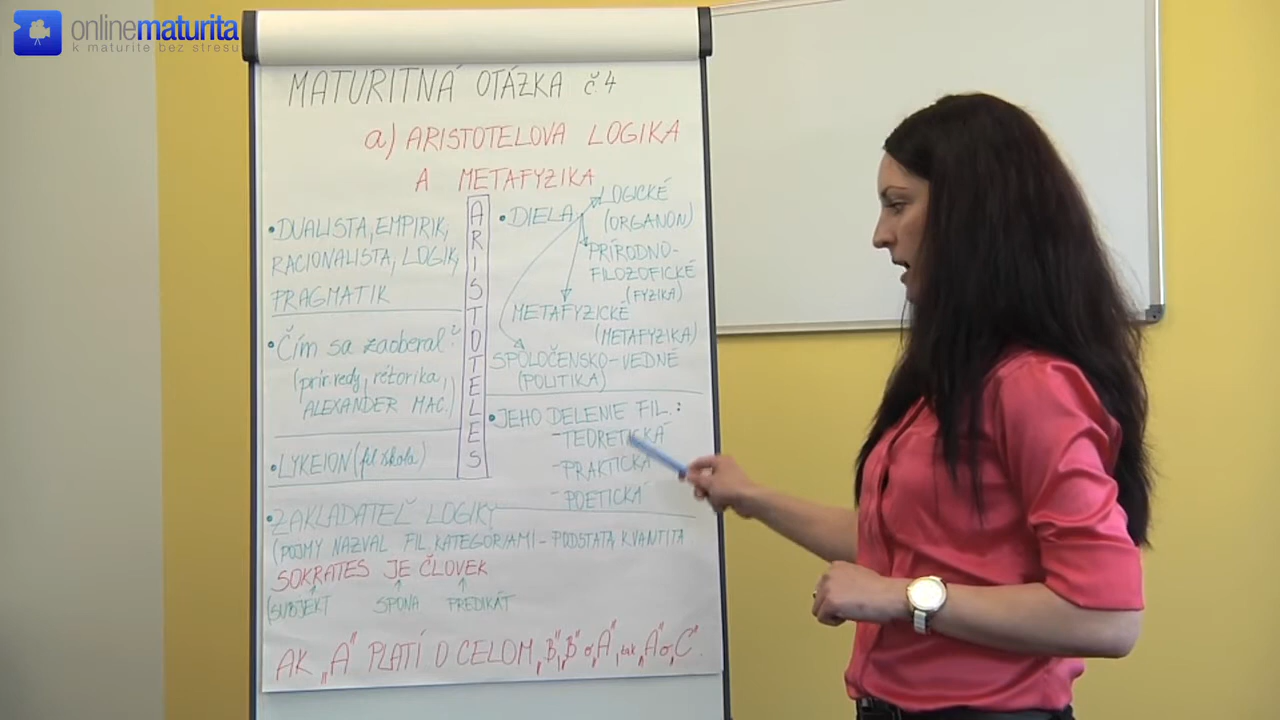 onlinematurita
k maturite bez stresu
MATURITNÁ OTÁZKA č.4
a) ARISTOTELOVA LOGIKA
A METAFYZIKA
ARISTOTELES
• DUALISTA, EMPIRIK,
RACIONALISTA, LOGIK,
PRAGMATIK
• Čím sa zaoberal?
(prír. vedy, rétorika,
ALEXANDER MAC.)
• LYKEION (fil. škola)
• DIELA
LOGICKÉ
(ORGANON)
PRÍRODNO-
FILOZOFICKÉ
(FYZIKA)
METAFYZICKÉ
(METAFYZIKA)
SPOLOČENSKO-VEDNÉ
(POLITIKA)
• JEHO DELENIE FIL.:
- TEORETICKÁ
- PRAKTICKÁ
- POETICKÁ
• ZAKLADATEĽ LOGIKY
(POJMY NAZVAL FIL. KATEGÓRIAMI - PODSTATA, KVANTITA
SOKRATES JE ČLOVEK
(SUBJEKT SPONA PREDIKÁT
AK „A" PLATÍ O CELOM „B", „B" o „A", tak „A" o „C".